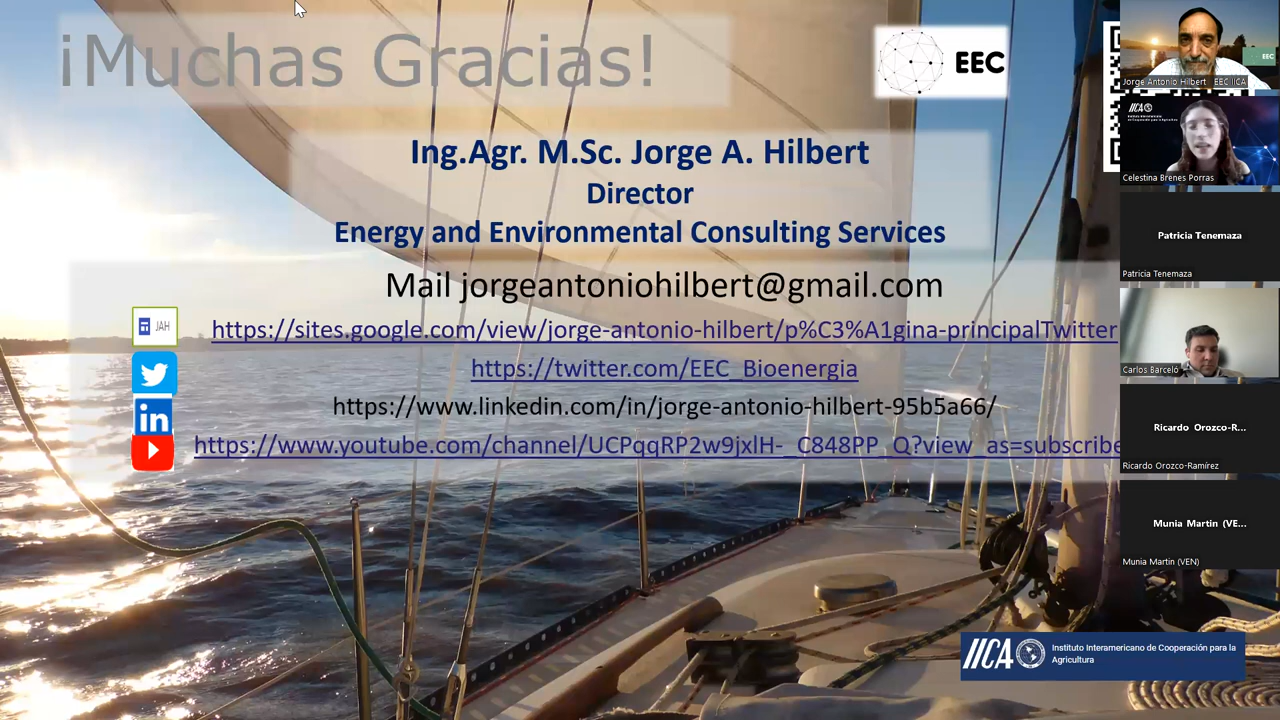 ¡Muchas Gracias!
EEC
Ing.Agr. M.Sc. Jorge A. Hilbert
Director
Energy and Environmental Consulting Services
Mail jorgeantoniohilbert@gmail.com
JAH
https://sites.google.com/view/jorge-antonio-hilbert/p%C3%A1gina-principalTwitter
https://twitter.com/EEC_Bioenergia
https://www.linkedin.com/in/jorge-antonio-hilbert-95b5a66/
in
https://www.youtube.com/channel/UCPqqRP2w9jxlH-_C848PP_Q?view_as=subscribe
IICA
Instituto Interamericano de Cooperación para la
Agricultura
EEC
Jorge Antonio Hilbert EEC IICA
IICA
Celestina Brenes Porras
Patricia Tenemaza
Patricia Tenemaza
Carlos Barceló
Ricardo Orozco-R...
Ricardo Orozco-Ramírez
Munia Martin (VE...
Munia Martin (VEN)